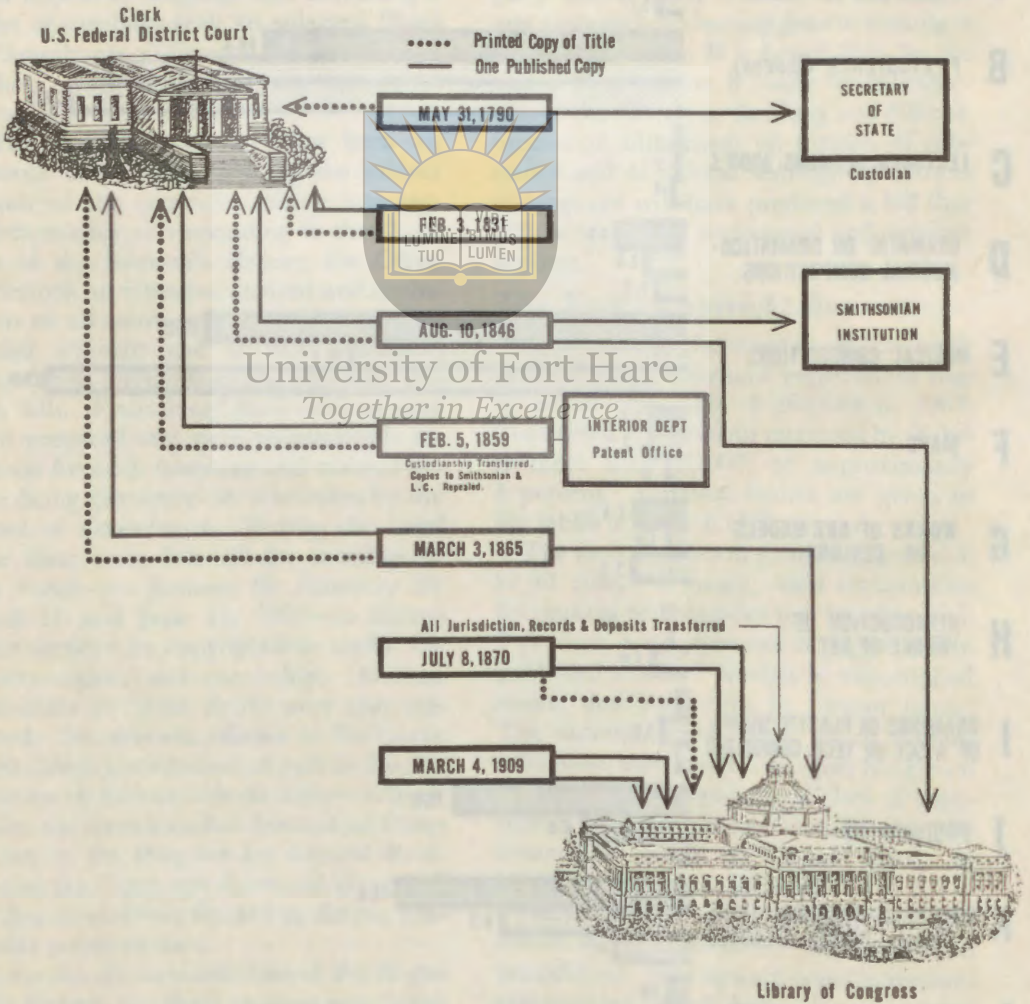 Clerk
U.S. Federal District Court
Printed Copy of Title
One Published Copy
MAY 31, 1790
SECRETARY
OF
STATE
Custodian
FEB. 3, 1831
LUMINE
TUO
VIDE
BIMUS
LUMEN
AUG. 10, 1846
SMITHSONIAN
INSTITUTION
University of Fort Hare
Together in Excellence
FEB. 5, 1859
INTERIOR DEPT
Patent Office
Custodianship Transferred.
Copies to Smithsonian &
L.C. Repealed.
MARCH 3, 1865
All Jurisdiction, Records & Deposits Transferred
JULY 8, 1870
MARCH 4, 1909
Library of Congress